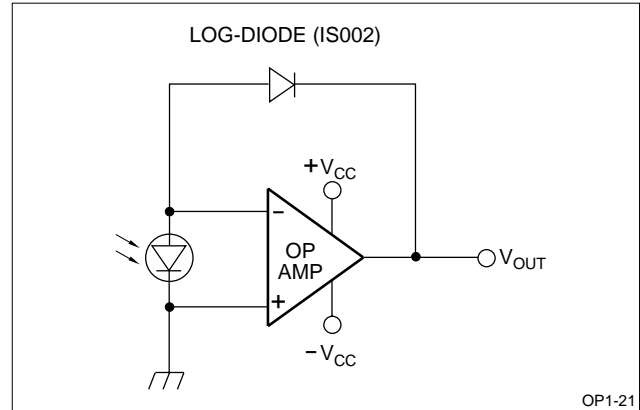 LOG-DIODE (IS002)
+VCC
−
OP
AMP
VOUT
+
−VCC
OP1-21